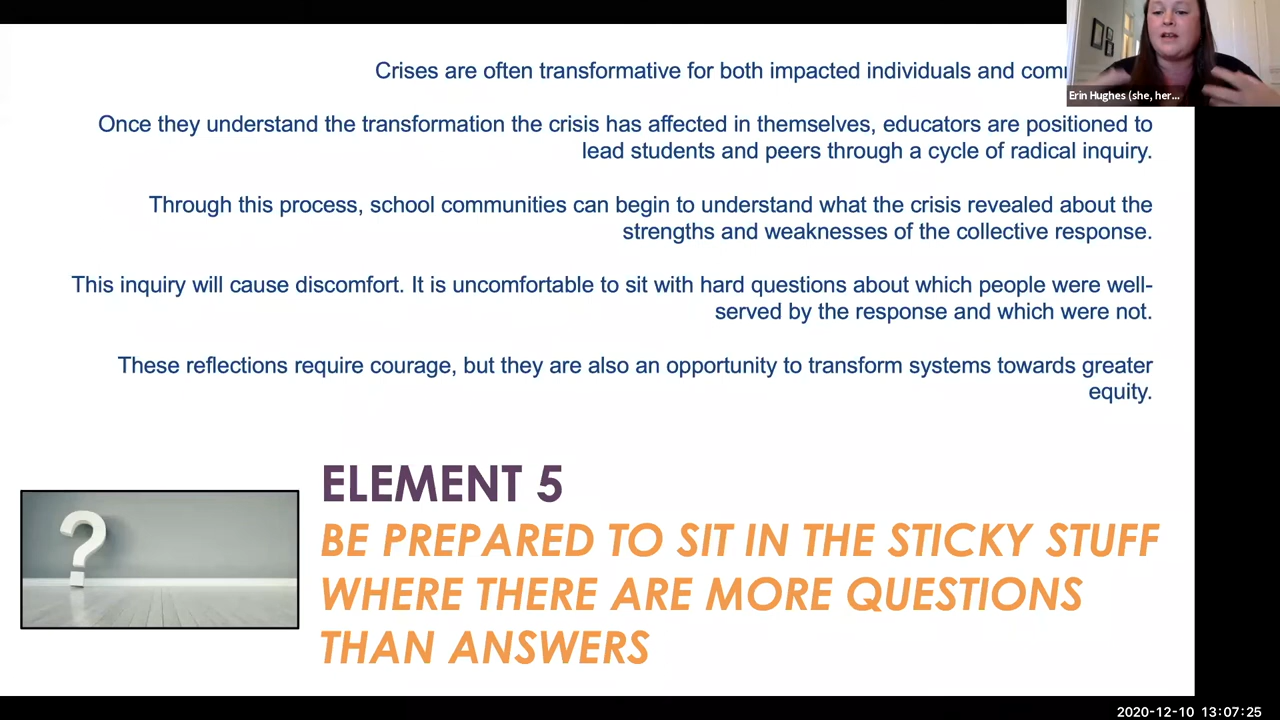 Crises are often transformative for both impacted individuals and
Erin Hughes (she, her...
Once they understand the transformation the crisis has affected in themselves, educators are positioned to
lead students and peers through a cycle of radical inquiry.
Through this process, school communities can begin to understand what the crisis revealed about the
strengths and weaknesses of the collective response.
This inquiry will cause discomfort. It is uncomfortable to sit with hard questions about which people were well-
served by the response and which were not.
These reflections require courage, but they are also an opportunity to transform systems towards greater
equity.
ELEMENT 5
BE PREPARED TO SIT IN THE STICKY STUFF
WHERE THERE ARE MORE QUESTIONS
THAN ANSWERS
2020-12-10 13:07:25